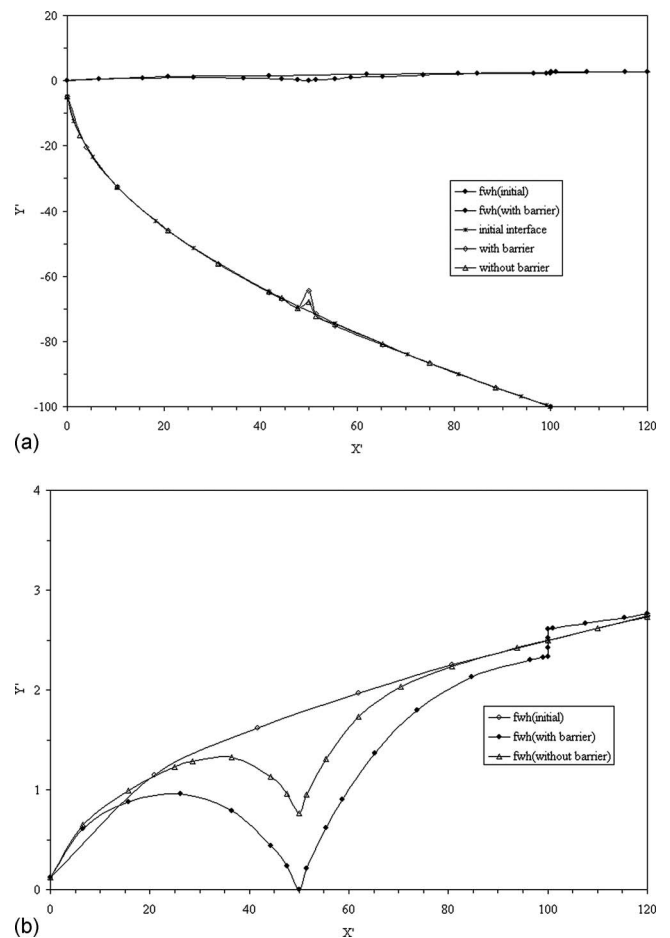 20
0
-20
-40
-60
-80
-100
Y'
fwh(initial)
fwh(with barrier)
initial interface
with barrier
without barrier
0 20 40 60 80 100 120
X'
(a)
4
3
2
1
0
Y'
fwh(initial)
fwh(with barrier)
fwh(without barrier)
0 20 40 60 80 100 120
X'
(b)